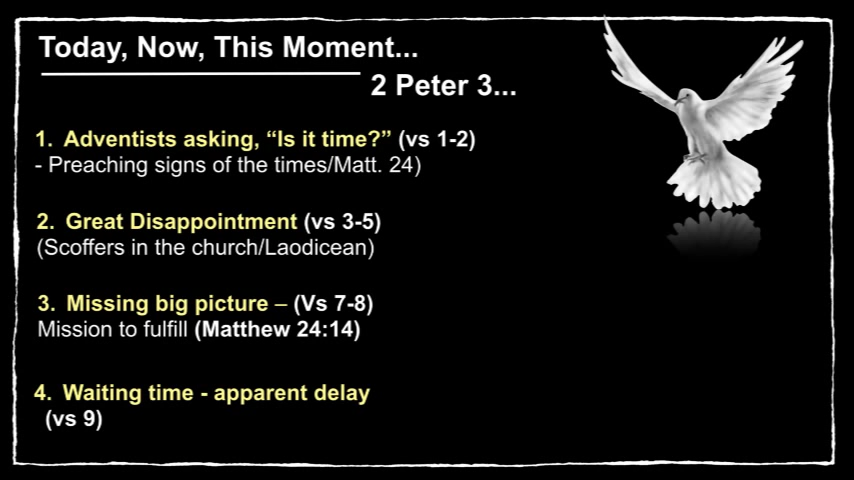 Today, Now, This Moment...
2 Peter 3...
1. Adventists asking, “Is it time?” (vs 1-2)
- Preaching signs of the times/Matt. 24)
2. Great Disappointment (vs 3-5)
(Scoffers in the church/Laodicean)
3. Missing big picture – (Vs 7-8)
Mission to fulfill (Matthew 24:14)
4. Waiting time - apparent delay
(vs 9)